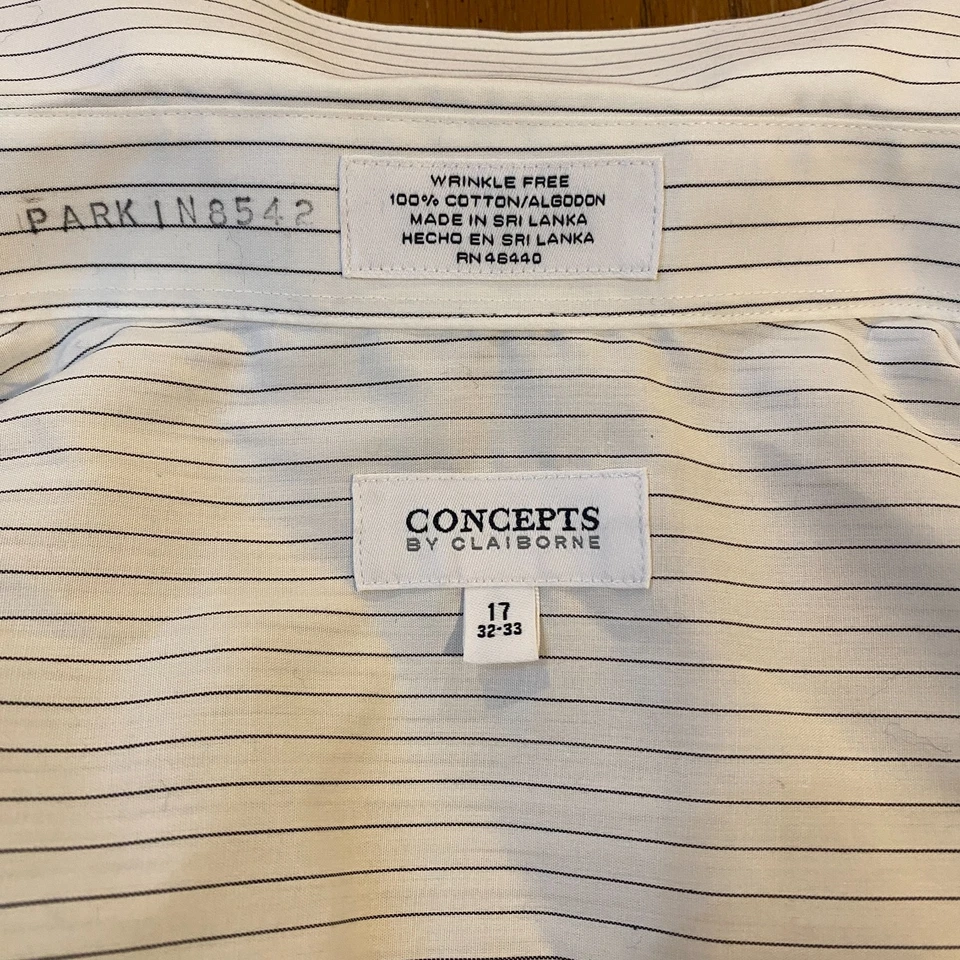 PARKIN8542
WRINKLE FREE
100% COTTON/ALGODON
MADE IN SRI LANKA
HECHO EN SRI LANKA
RN 46440
CONCEPTS
BY CLAIBORNE
17
32-33